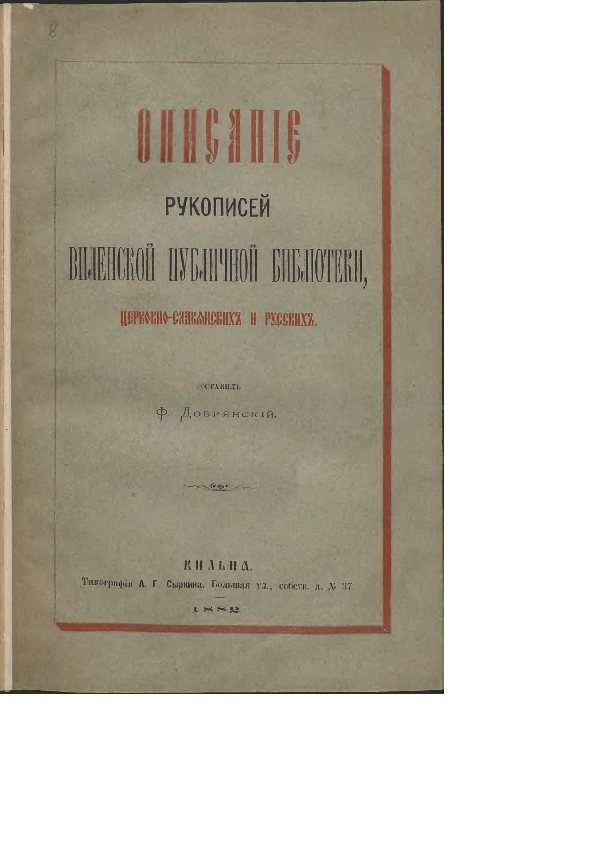 8
ОПИСАНІЕ
РУКОПИСЕЙ
ВИЛЕНСКОЙ ПУБЛИЧНОЙ БИБЛІОТЕКИ,
ЦЕРКОВНО-СЛАВЯНСКИХЪ И РУССКИХЪ.
СОСТАВИЛЪ
Ф. Добрянскій.
ВИЛЬНА.
Типографія А. Г. Сыркина. Большая ул., собств. д. № 37
1882